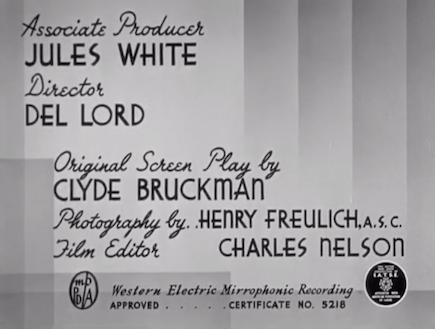 Associate Producer
JULES WHITE
Director
DEL LORD
Original Screen Play by
CLYDE BRUCKMAN
Photography by..HENRY FREULICH, A.S.C.
Film Editor CHARLES NELSON
Western Electric Mirrophonic Recording
APPROVED . . . . . CERTIFICATE NO. 5218
I.A.T.S.E.